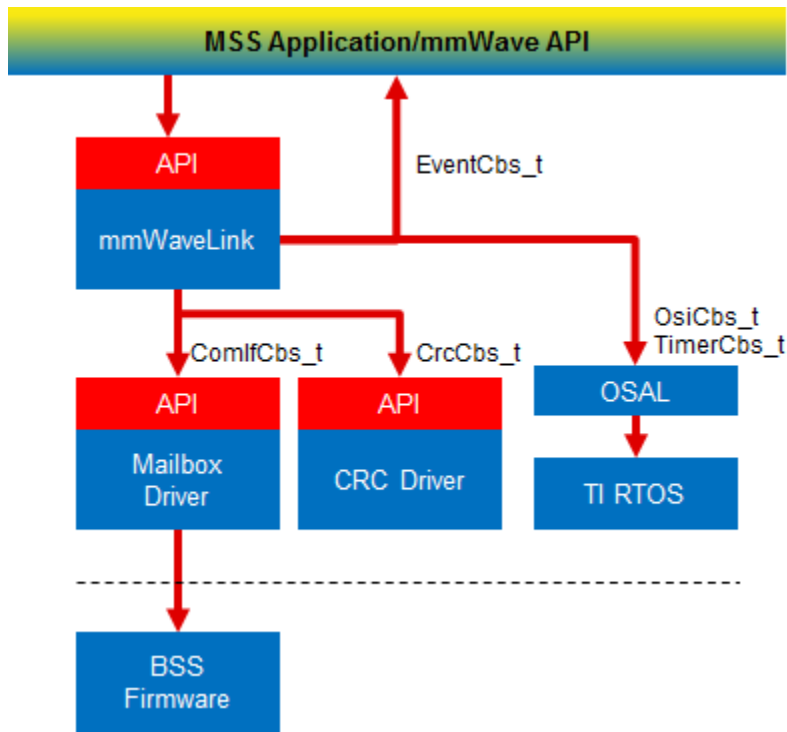 MSS Application/mmWave API
API
EventCbs_t
mmWaveLink
OsiCbs_t
TimerCbs_t
ComIfCbs_t
CrcCbs_t
API
API
OSAL
Mailbox
Driver
CRC Driver
TI RTOS
BSS
Firmware